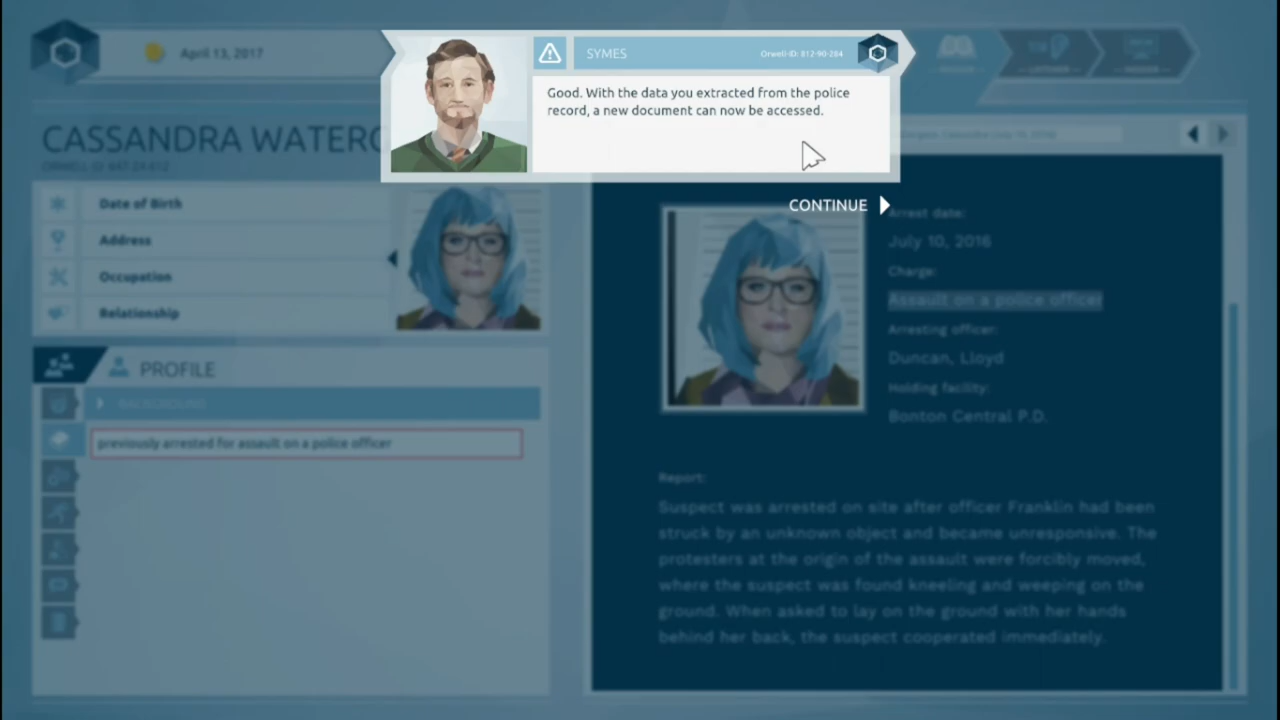 April 13, 2017
SYMES
Orwell-ID: 812-90-284
Good. With the data you extracted from the police
record, a new document can now be accessed.
CONTINUE
CASSANDRA WATERG
Date of Birth
Address
Occupation
Relationship
PROFILE
BACKGROUND
previously arrested for assault on a police officer
Arrest date:
July 10, 2016
Charge:
Assault on a police officer
Arresting officer:
Duncan, Lloyd
Holding facility:
Bonton Central P.D.
Report:
Suspect was arrested on site after officer Franklin had been
struck by an unknown object and became unresponsive. The
protesters at the origin of the assault were forcibly moved,
where the suspect was found kneeling and weeping on the
ground. When asked to lay on the ground with her hands
behind her back, the suspect cooperated immediately.